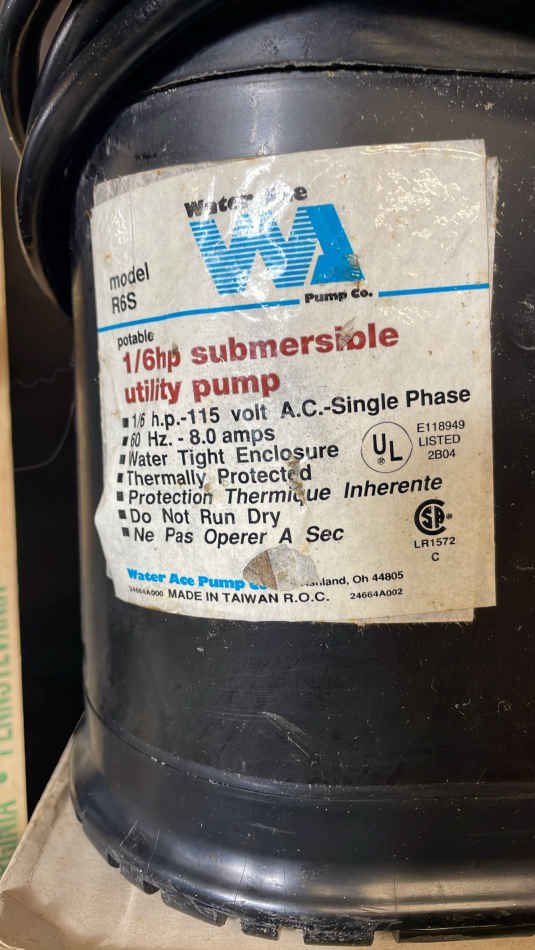 Water Ace
model
R6S
Pump Co.
potable
1/6hp submersible
utility pump
1/6 h.p.-115 volt A.C.-Single Phase
60 Hz. - 8.0 amps
Water Tight Enclosure
Thermally Protected
Protection Thermique Inherente
Do Not Run Dry
Ne Pas Operer A Sec
UL
E118949
LISTED
2B04
LR1572
C
Water Ace Pump Oh 44805
24664A000 MADE IN TAIWAN R.O.C. 24664A002